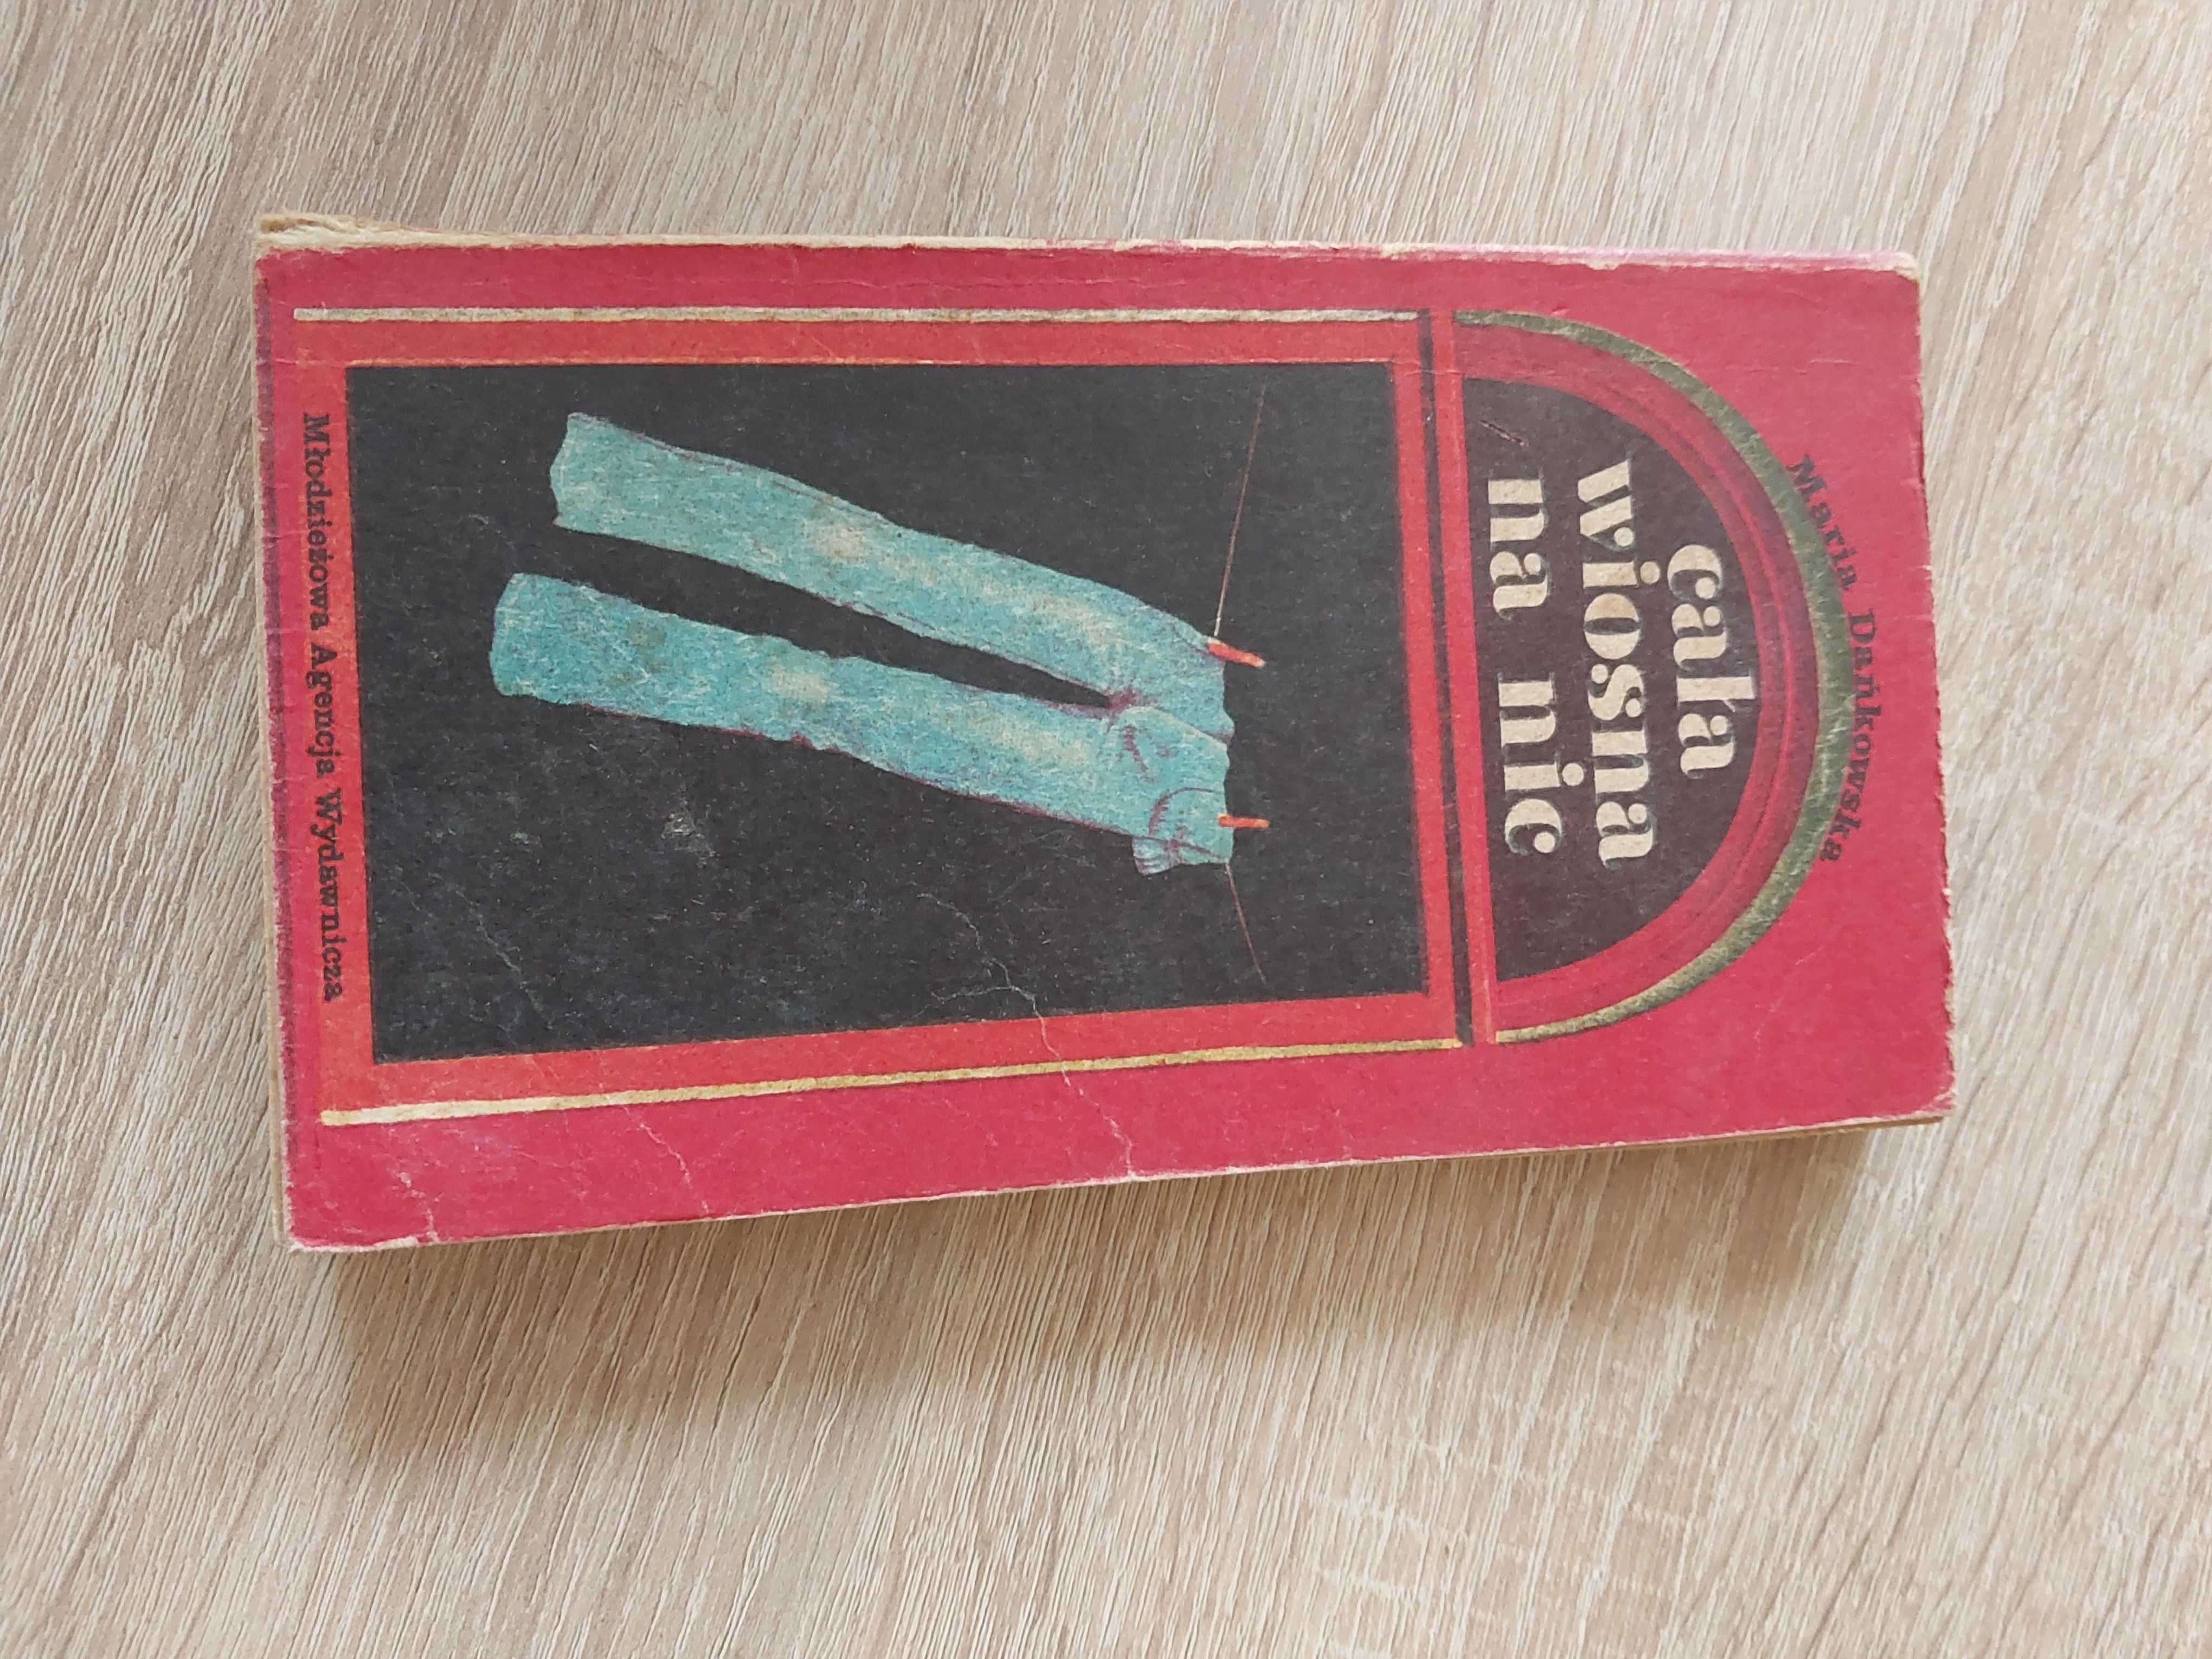 Maria Dańkowska
cała
wiosna
na nic
Młodzieżowa Agencja Wydawnicza